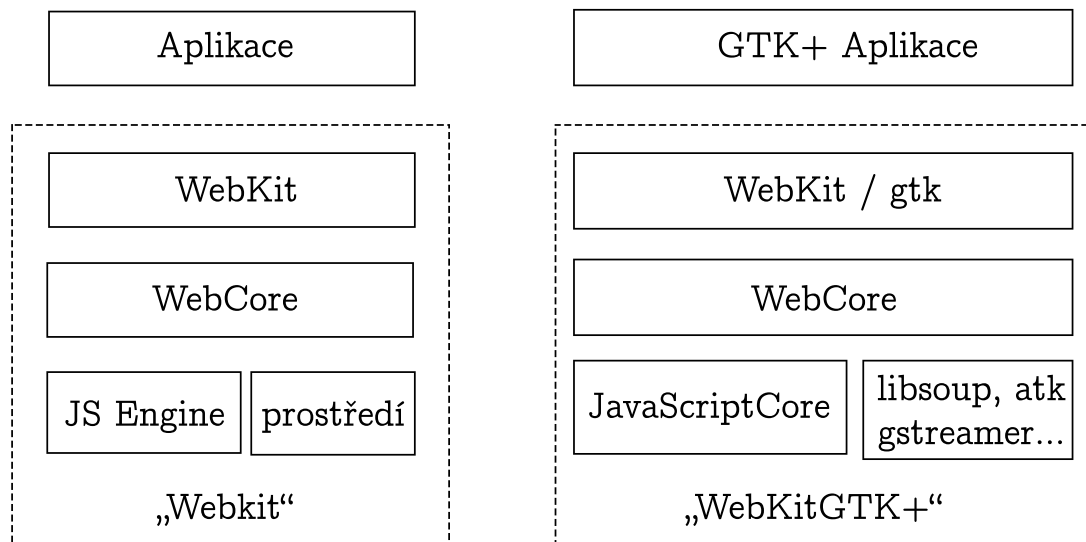 Aplikace
WebKit
WebCore
JS Engine
prostředí
„Webkit“
GTK+ Aplikace
WebKit / gtk
WebCore
JavaScriptCore
libsoup, atk
gstreamer...
„WebKitGTK+“